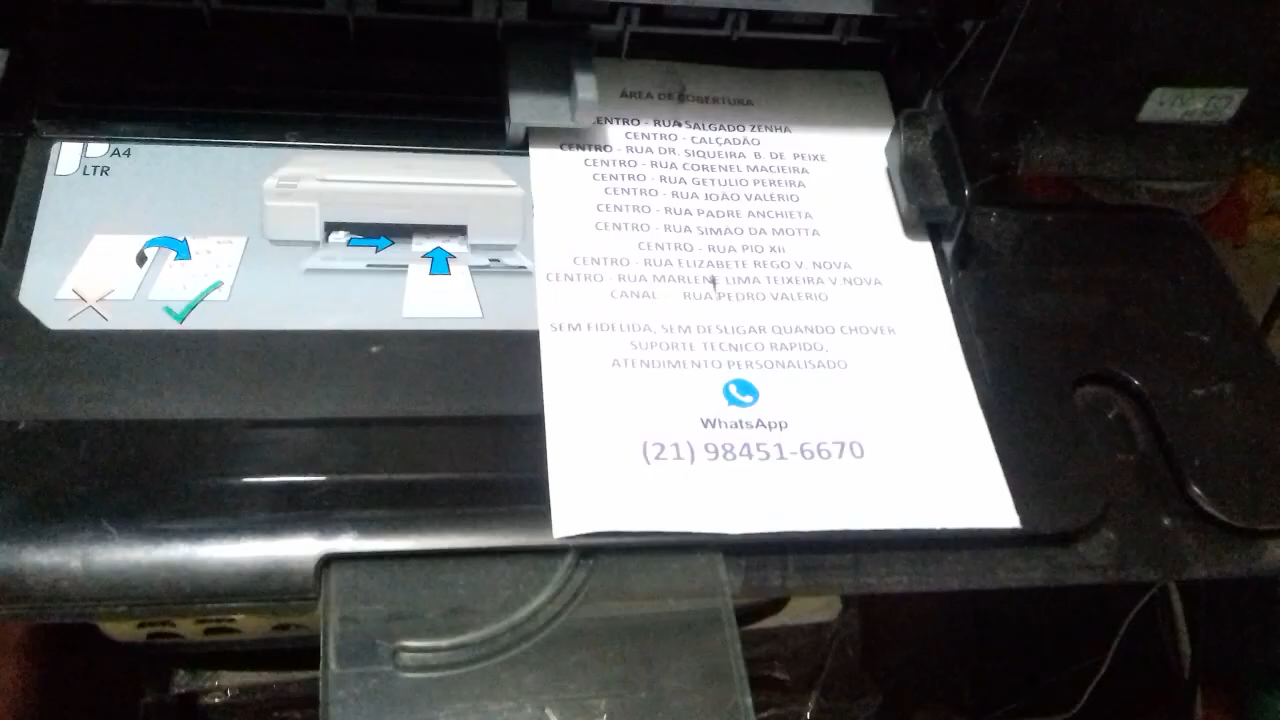 A4
LTR
ÁREA DE COBERTURA
CENTRO - RUA SALGADO ZENHA
CENTRO - CALÇADÃO
CENTRO - RUA DR. SIQUEIRA B. DE PEIXE
CENTRO - RUA CORENEL MACIEIRA
CENTRO - RUA GETULIO PEREIRA
CENTRO - RUA JOÃO VALÉRIO
CENTRO - RUA PADRE ANCHIETA
CENTRO - RUA SIMÃO DA MOTTA
CENTRO - RUA PIO XII
CENTRO - RUA ELIZABETE REGO V. NOVA
CENTRO - RUA MARLENE LIMA TEIXEIRA V.NOVA
CANAL - RUA PEDRO VALERIO
SEM FIDELIDA, SEM DESLIGAR QUANDO CHOVER
SUPORTE TECNICO RAPIDO,
ATENDIMENTO PERSONALISADO
WhatsApp
(21) 98451-6670